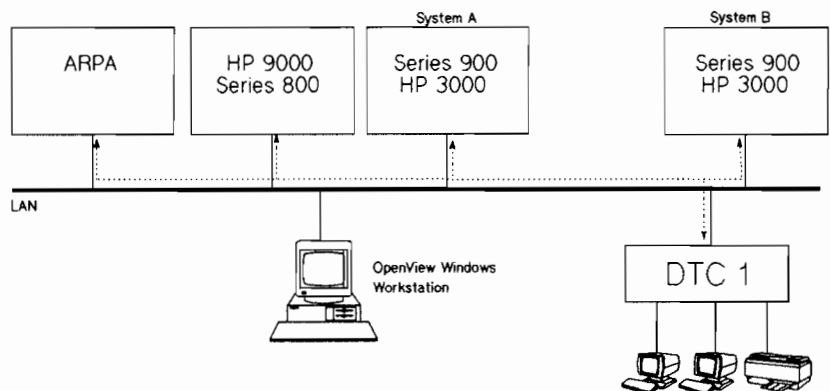 System A
System B
ARPA
HP 9000
Series 800
Series 900
HP 3000
Series 900
HP 3000
LAN
OpenView Windows
Workstation
DTC 1